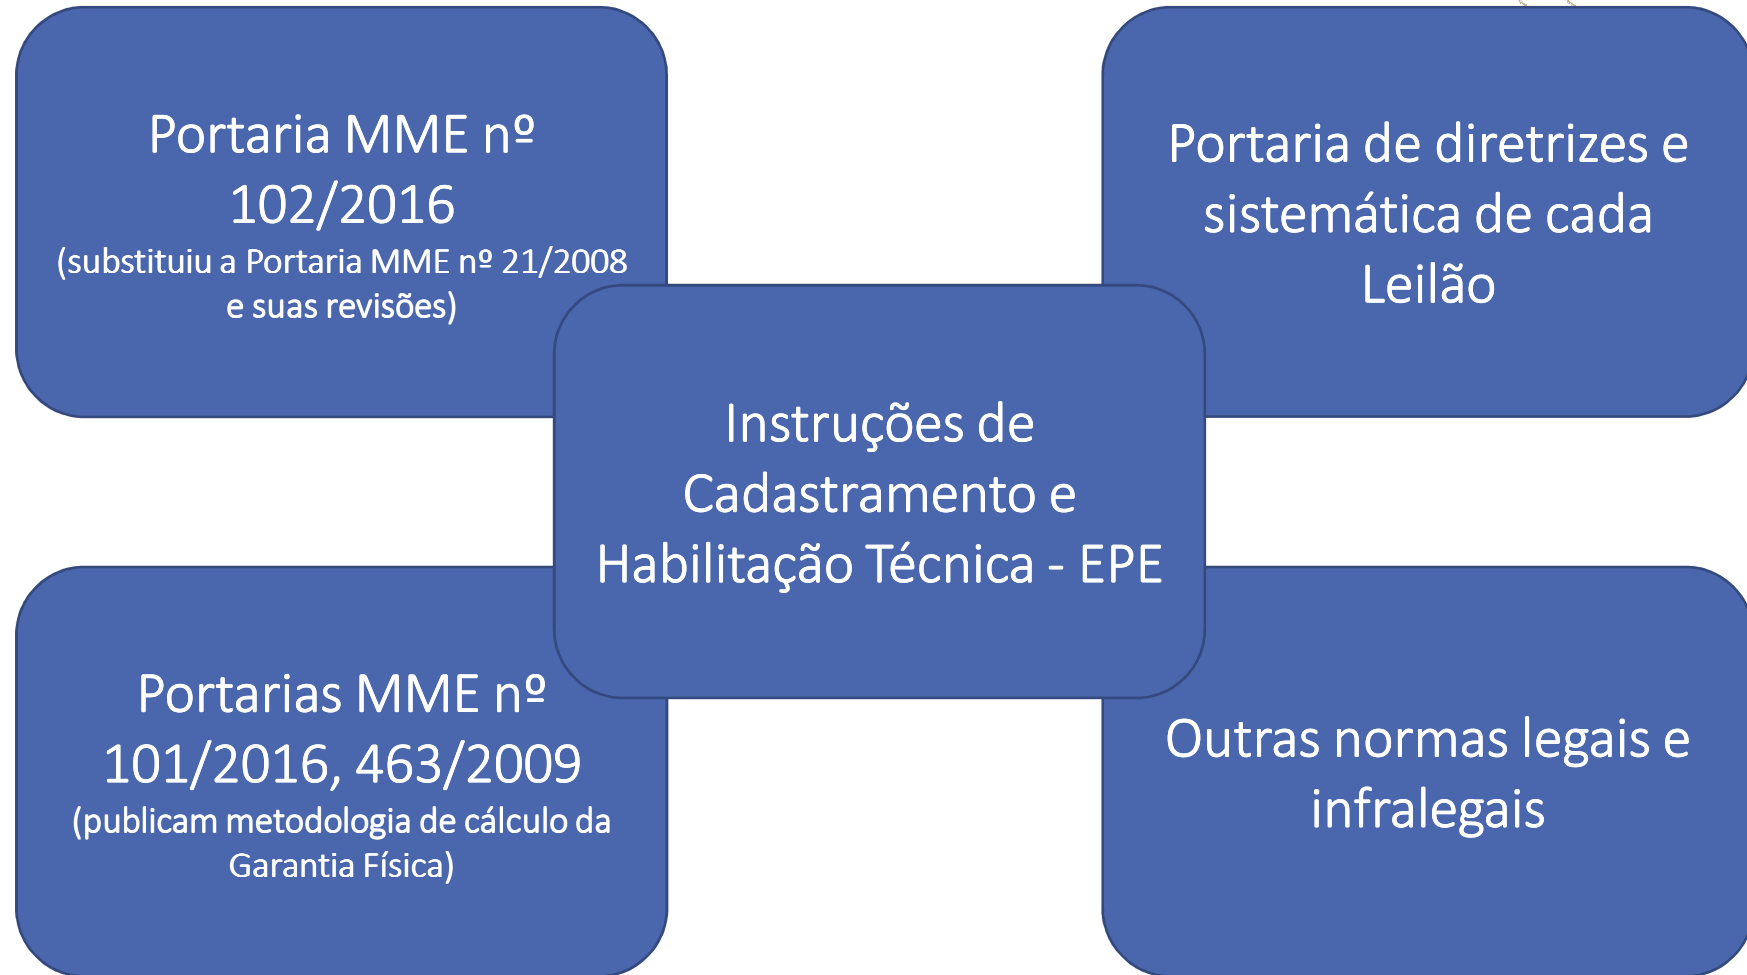 Portaria MME nº
102/2016
(substituiu a Portaria MME nº 21/2008
e suas revisões)
Portaria de diretrizes e
sistemática de cada
Leilão
Instruções de
Cadastramento e
Habilitação Técnica - EPE
Portarias MME nº
101/2016, 463/2009
(publicam metodologia de cálculo da
Garantia Física)
Outras normas legais e
infralegais